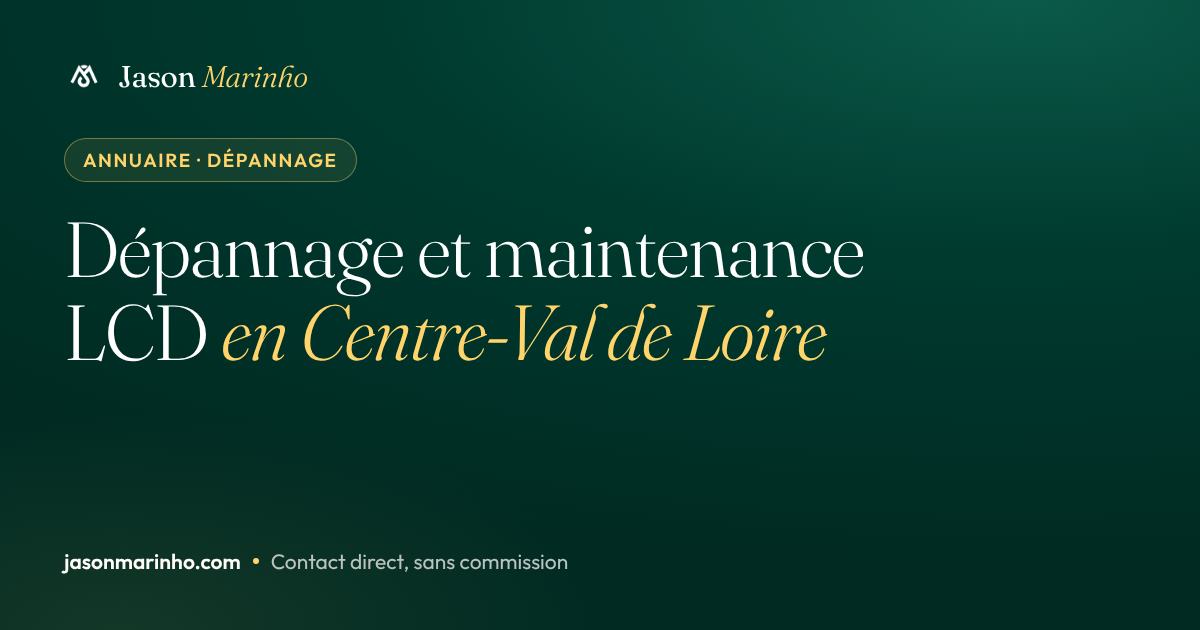 Jason Marinho
ANNUAIRE · DÉPANNAGE
Dépannage et maintenance
LCD en Centre-Val de Loire
jasonmarinho.com • Contact direct, sans commission